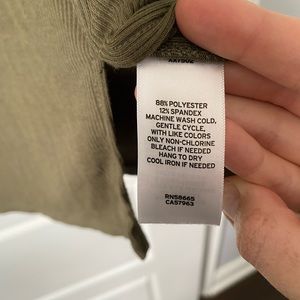 88% POLYESTER
12% SPANDEX
MACHINE WASH COLD,
GENTLE CYCLE,
WITH LIKE COLORS
ONLY NON-CHLORINE
BLEACH IF NEEDED
HANG TO DRY
COOL IRON IF NEEDED
RN58665
CA57963